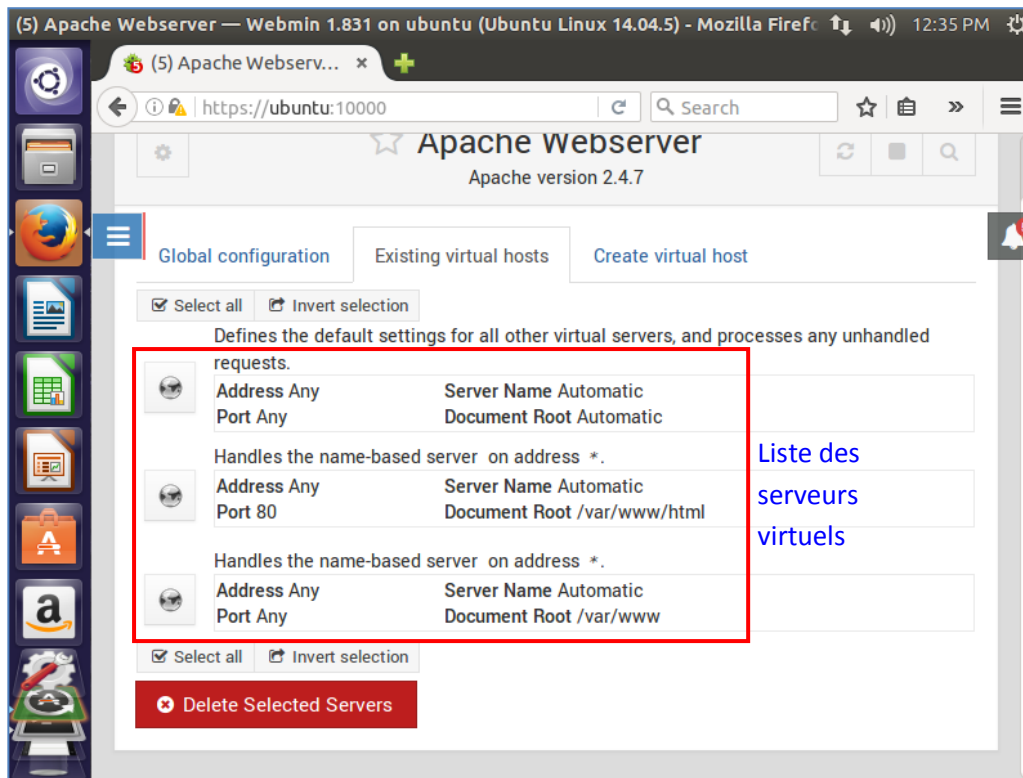 (5) Apache Webserver — Webmin 1.831 on ubuntu (Ubuntu Linux 14.04.5) - Mozilla Firefo 12:35 PM
(5) Apache Webserv...
https://ubuntu:10000 Search
Apache Webserver
Apache version 2.4.7
Global configuration Existing virtual hosts Create virtual host
Select all Invert selection
Defines the default settings for all other virtual servers, and processes any unhandled
requests.
Address Any Server Name Automatic
Port Any Document Root Automatic
Handles the name-based server on address *.
Address Any Server Name Automatic
Port 80 Document Root /var/www/html
Handles the name-based server on address *.
Address Any Server Name Automatic
Port Any Document Root /var/www
Liste des
serveurs
virtuels
Select all Invert selection
Delete Selected Servers